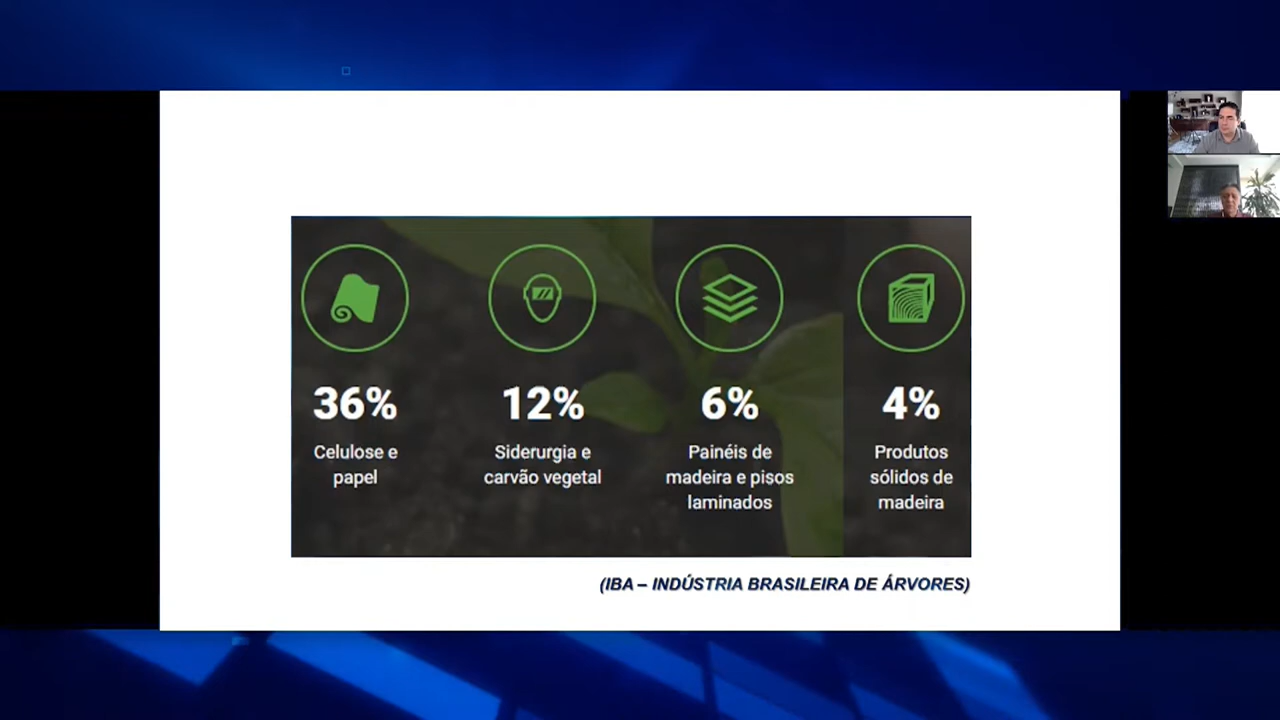 36%
Celulose e
papel
12%
Siderurgia e
carvão vegetal
6%
Painéis de
madeira e pisos
laminados
4%
Produtos
sólidos de
madeira
(IBA – INDÚSTRIA BRASILEIRA DE ÁRVORES)